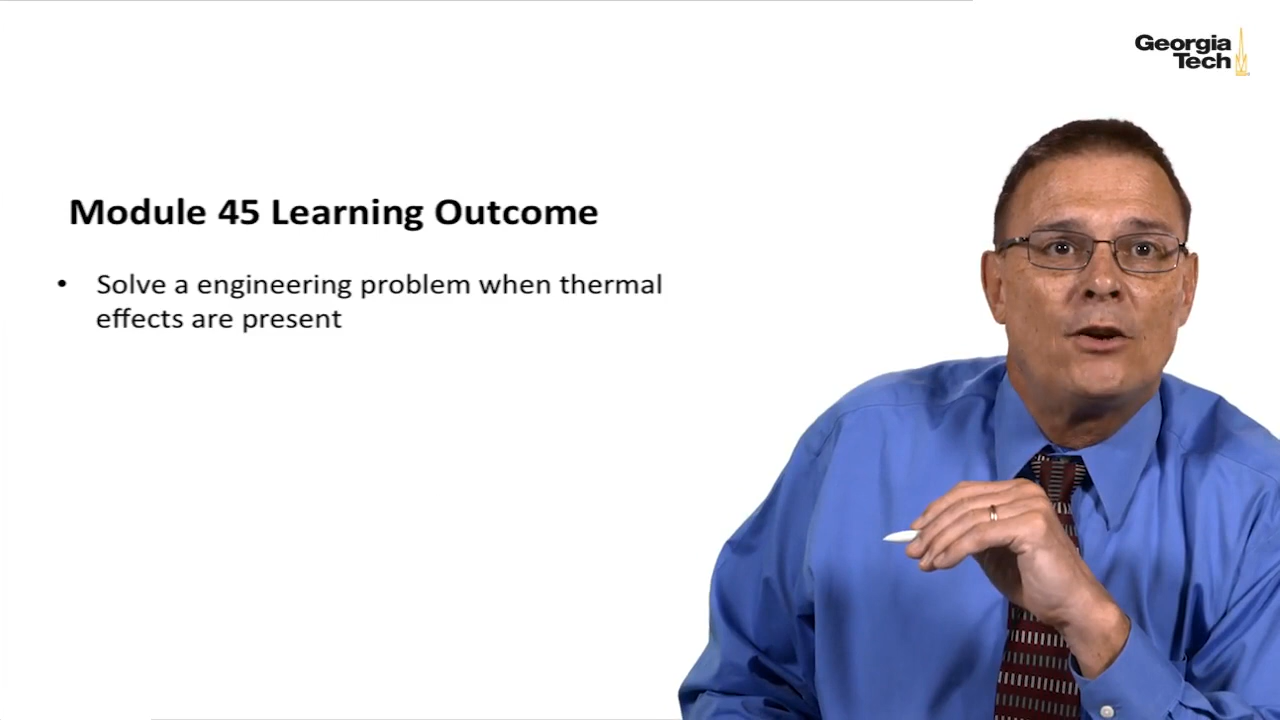 Georgia
Tech
Module 45 Learning Outcome
• Solve a engineering problem when thermal
effects are present